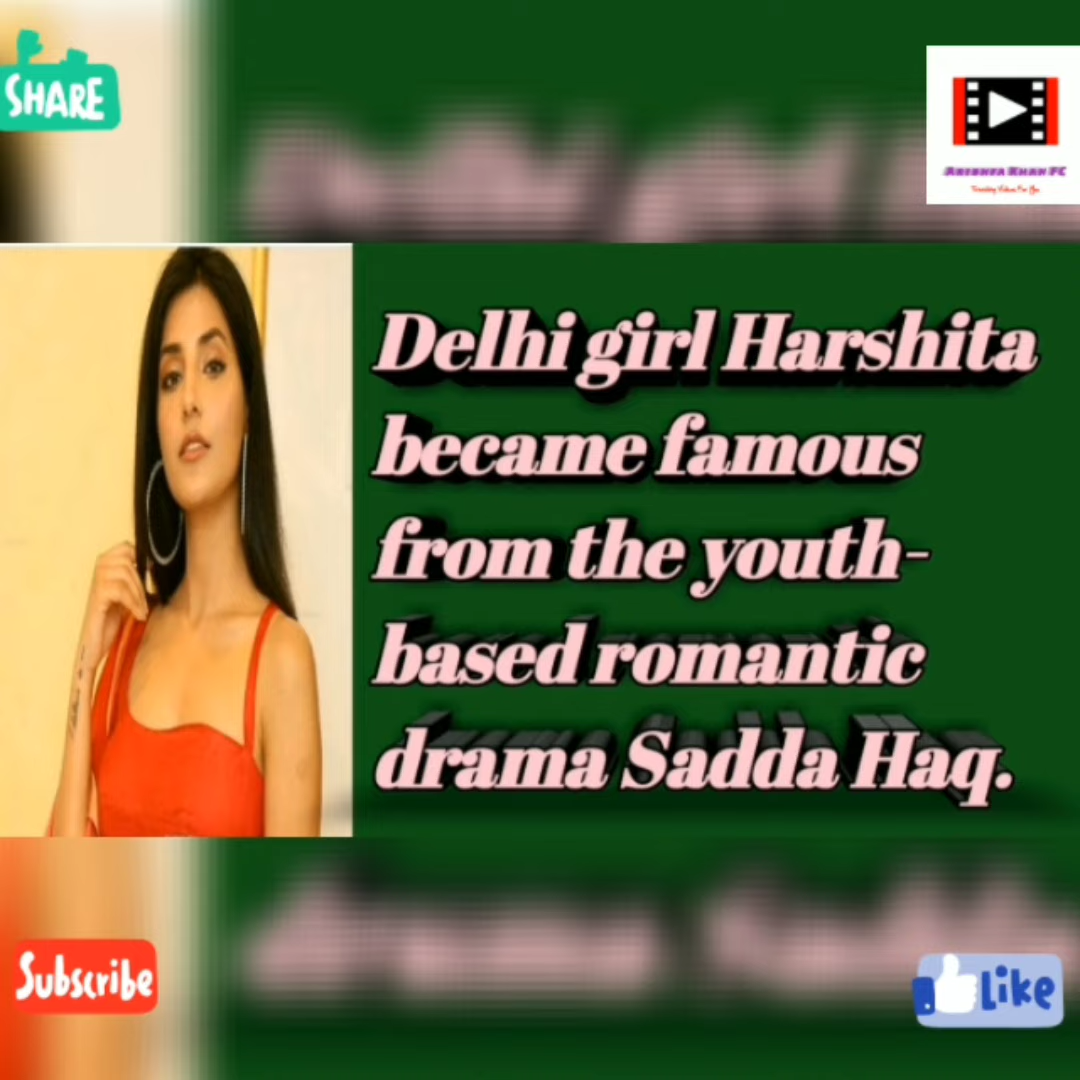 SHARE
Delhi girl Harshita
became famous
from the youth-
based romantic
drama Sadda Haq.
Subscribe
Like